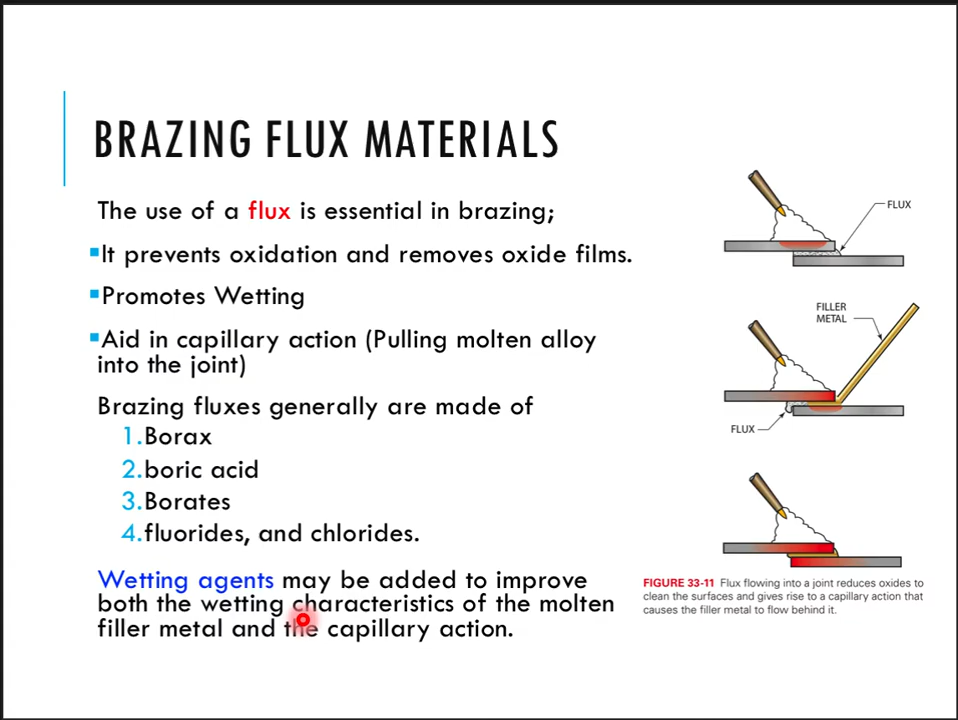 BRAZING FLUX MATERIALS
The use of a flux is essential in brazing;
▪It prevents oxidation and removes oxide films.
▪Promotes Wetting
▪Aid in capillary action (Pulling molten alloy
into the joint)
Brazing fluxes generally are made of
1.Borax
2.boric acid
3.Borates
4.fluorides, and chlorides.
Wetting agents may be added to improve
both the wetting characteristics of the molten
filler metal and the capillary action.
FLUX
FILLER
METAL
FLUX
FIGURE 33-11 Flux flowing into a joint reduces oxides to
clean the surfaces and gives rise to a capillary action that
causes the filler metal to flow behind it.